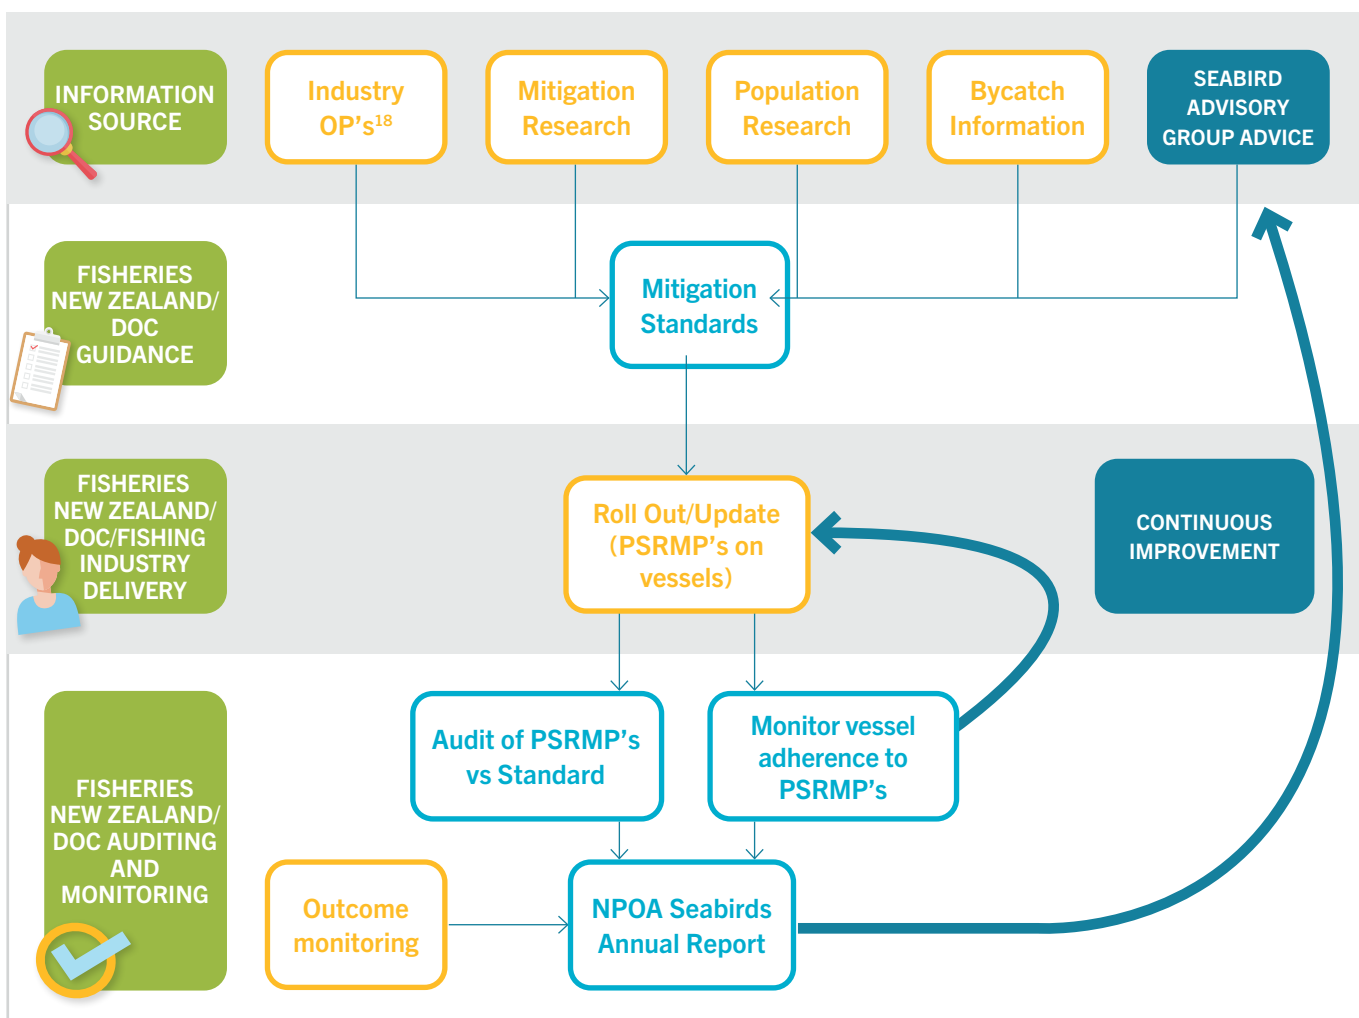 INFORMATION
SOURCE
Industry
OP's¹⁸
Mitigation
Research
Population
Research
Bycatch
Information
SEABIRD
ADVISORY
GROUP ADVICE
FISHERIES
NEW ZEALAND/
DOC
GUIDANCE
Mitigation
Standards
FISHERIES
NEW ZEALAND/
DOC/FISHING
INDUSTRY
DELIVERY
Roll Out/Update
(PSRMP's on
vessels)
CONTINUOUS
IMPROVEMENT
FISHERIES
NEW ZEALAND/
DOC AUDITING
AND
MONITORING
Audit of PSRMP's
vs Standard
Monitor vessel
adherence to
PSRMP's
Outcome
monitoring
NPOA Seabirds
Annual Report